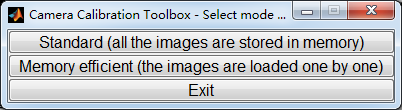 Camera Calibration Toolbox - Select mode ...
Standard (all the images are stored in memory)
Memory efficient (the images are loaded one by one)
Exit